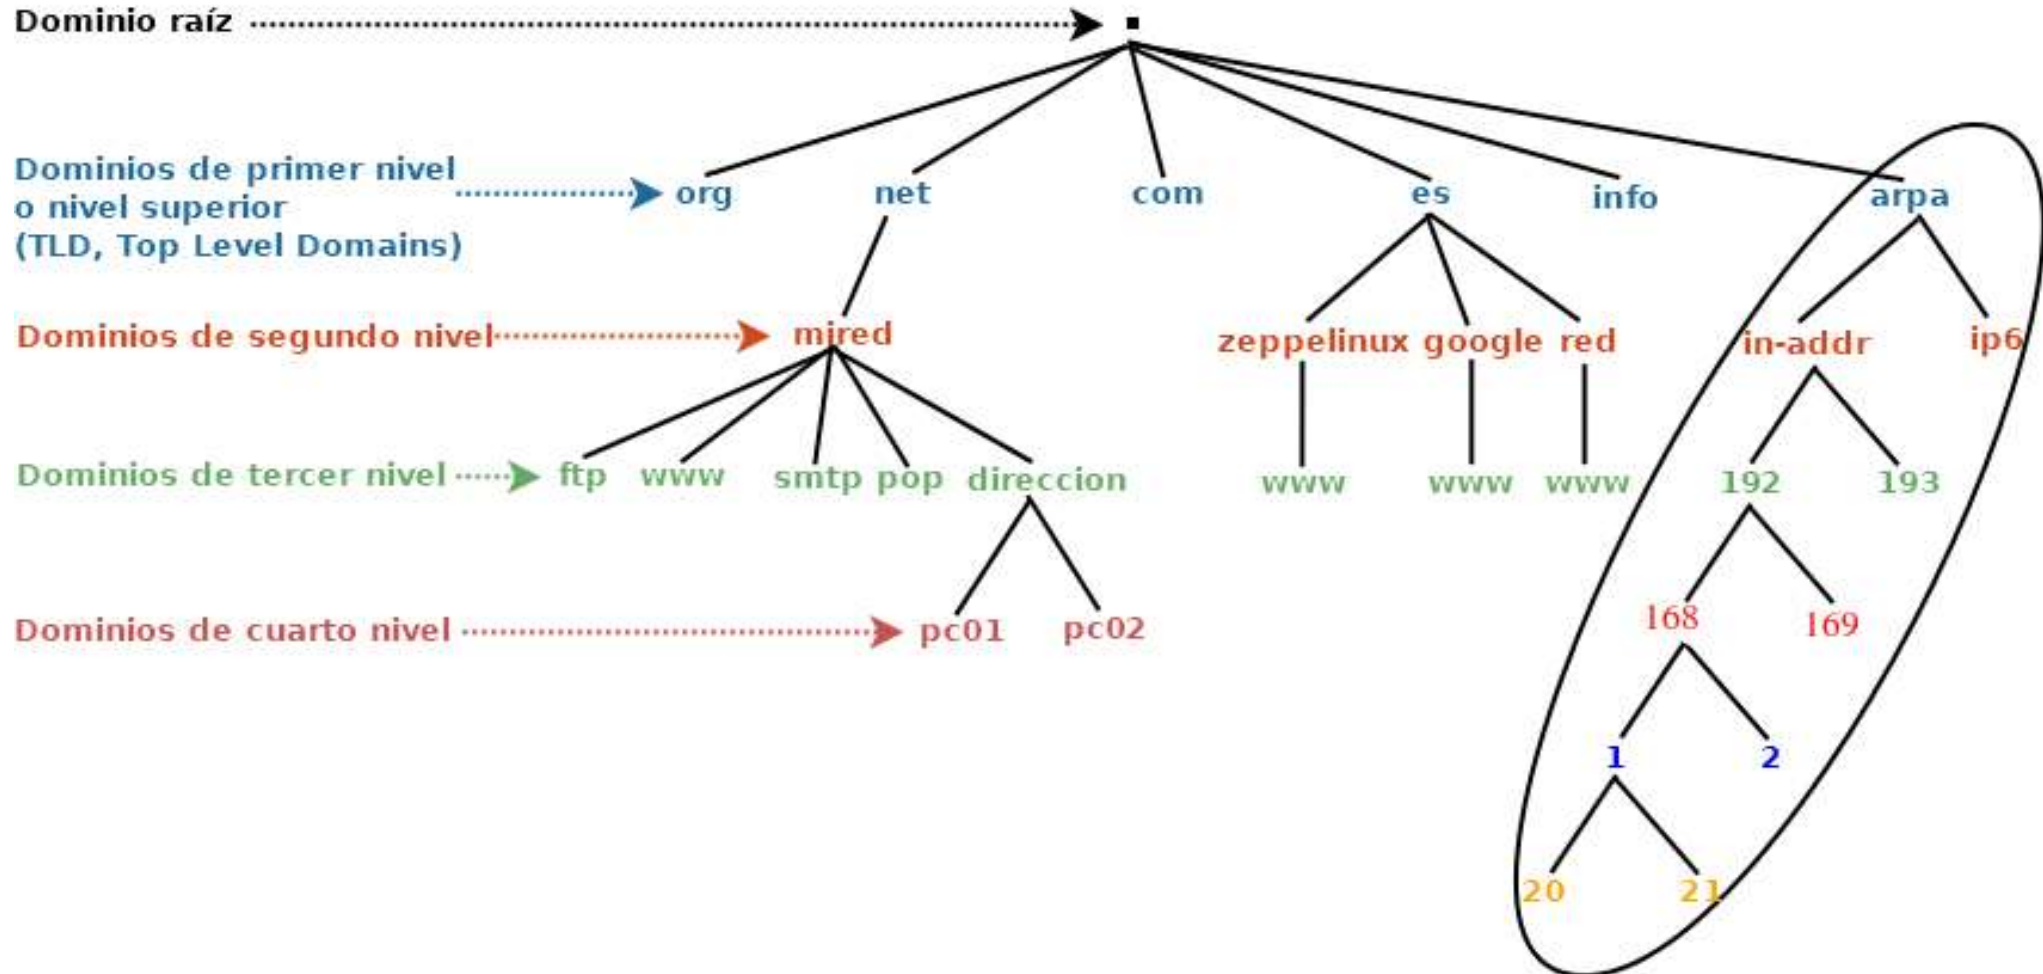 Dominio raíz
.
Dominios de primer nivel
o nivel superior
(TLD, Top Level Domains)
org net com es info arpa
Dominios de segundo nivel
mired zeppelinux google red in-addr ip6
Dominios de tercer nivel
ftp www smtp pop direccion www www www 192 193
168 169
Dominios de cuarto nivel
pc01 pc02
1 2
20 21